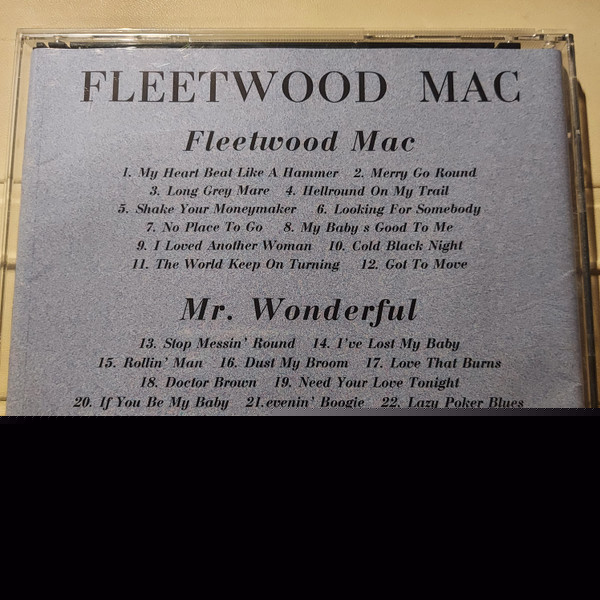 FLEETWOOD MAC
Fleetwood Mac
1. My Heart Beat Like A Hammer 2. Merry Go Round
3. Long Grey Mare 4. Hellround On My Trail
5. Shake Your Moneymaker 6. Looking For Somebody
7. No Place To Go 8. My Baby s Good To Me
9. I Loved Another Woman 10. Cold Black Night
11. The World Keep On Turning 12. Got To Move
Mr. Wonderful
13. Stop Messin' Round 14. I've Lost My Baby
15. Rollin' Man 16. Dust My Broom 17. Love That Burns
18. Doctor Brown 19. Need Your Love Tonight
20. If You Be My Baby 21.evenin' Boogie 22. Lazy Poker Blues